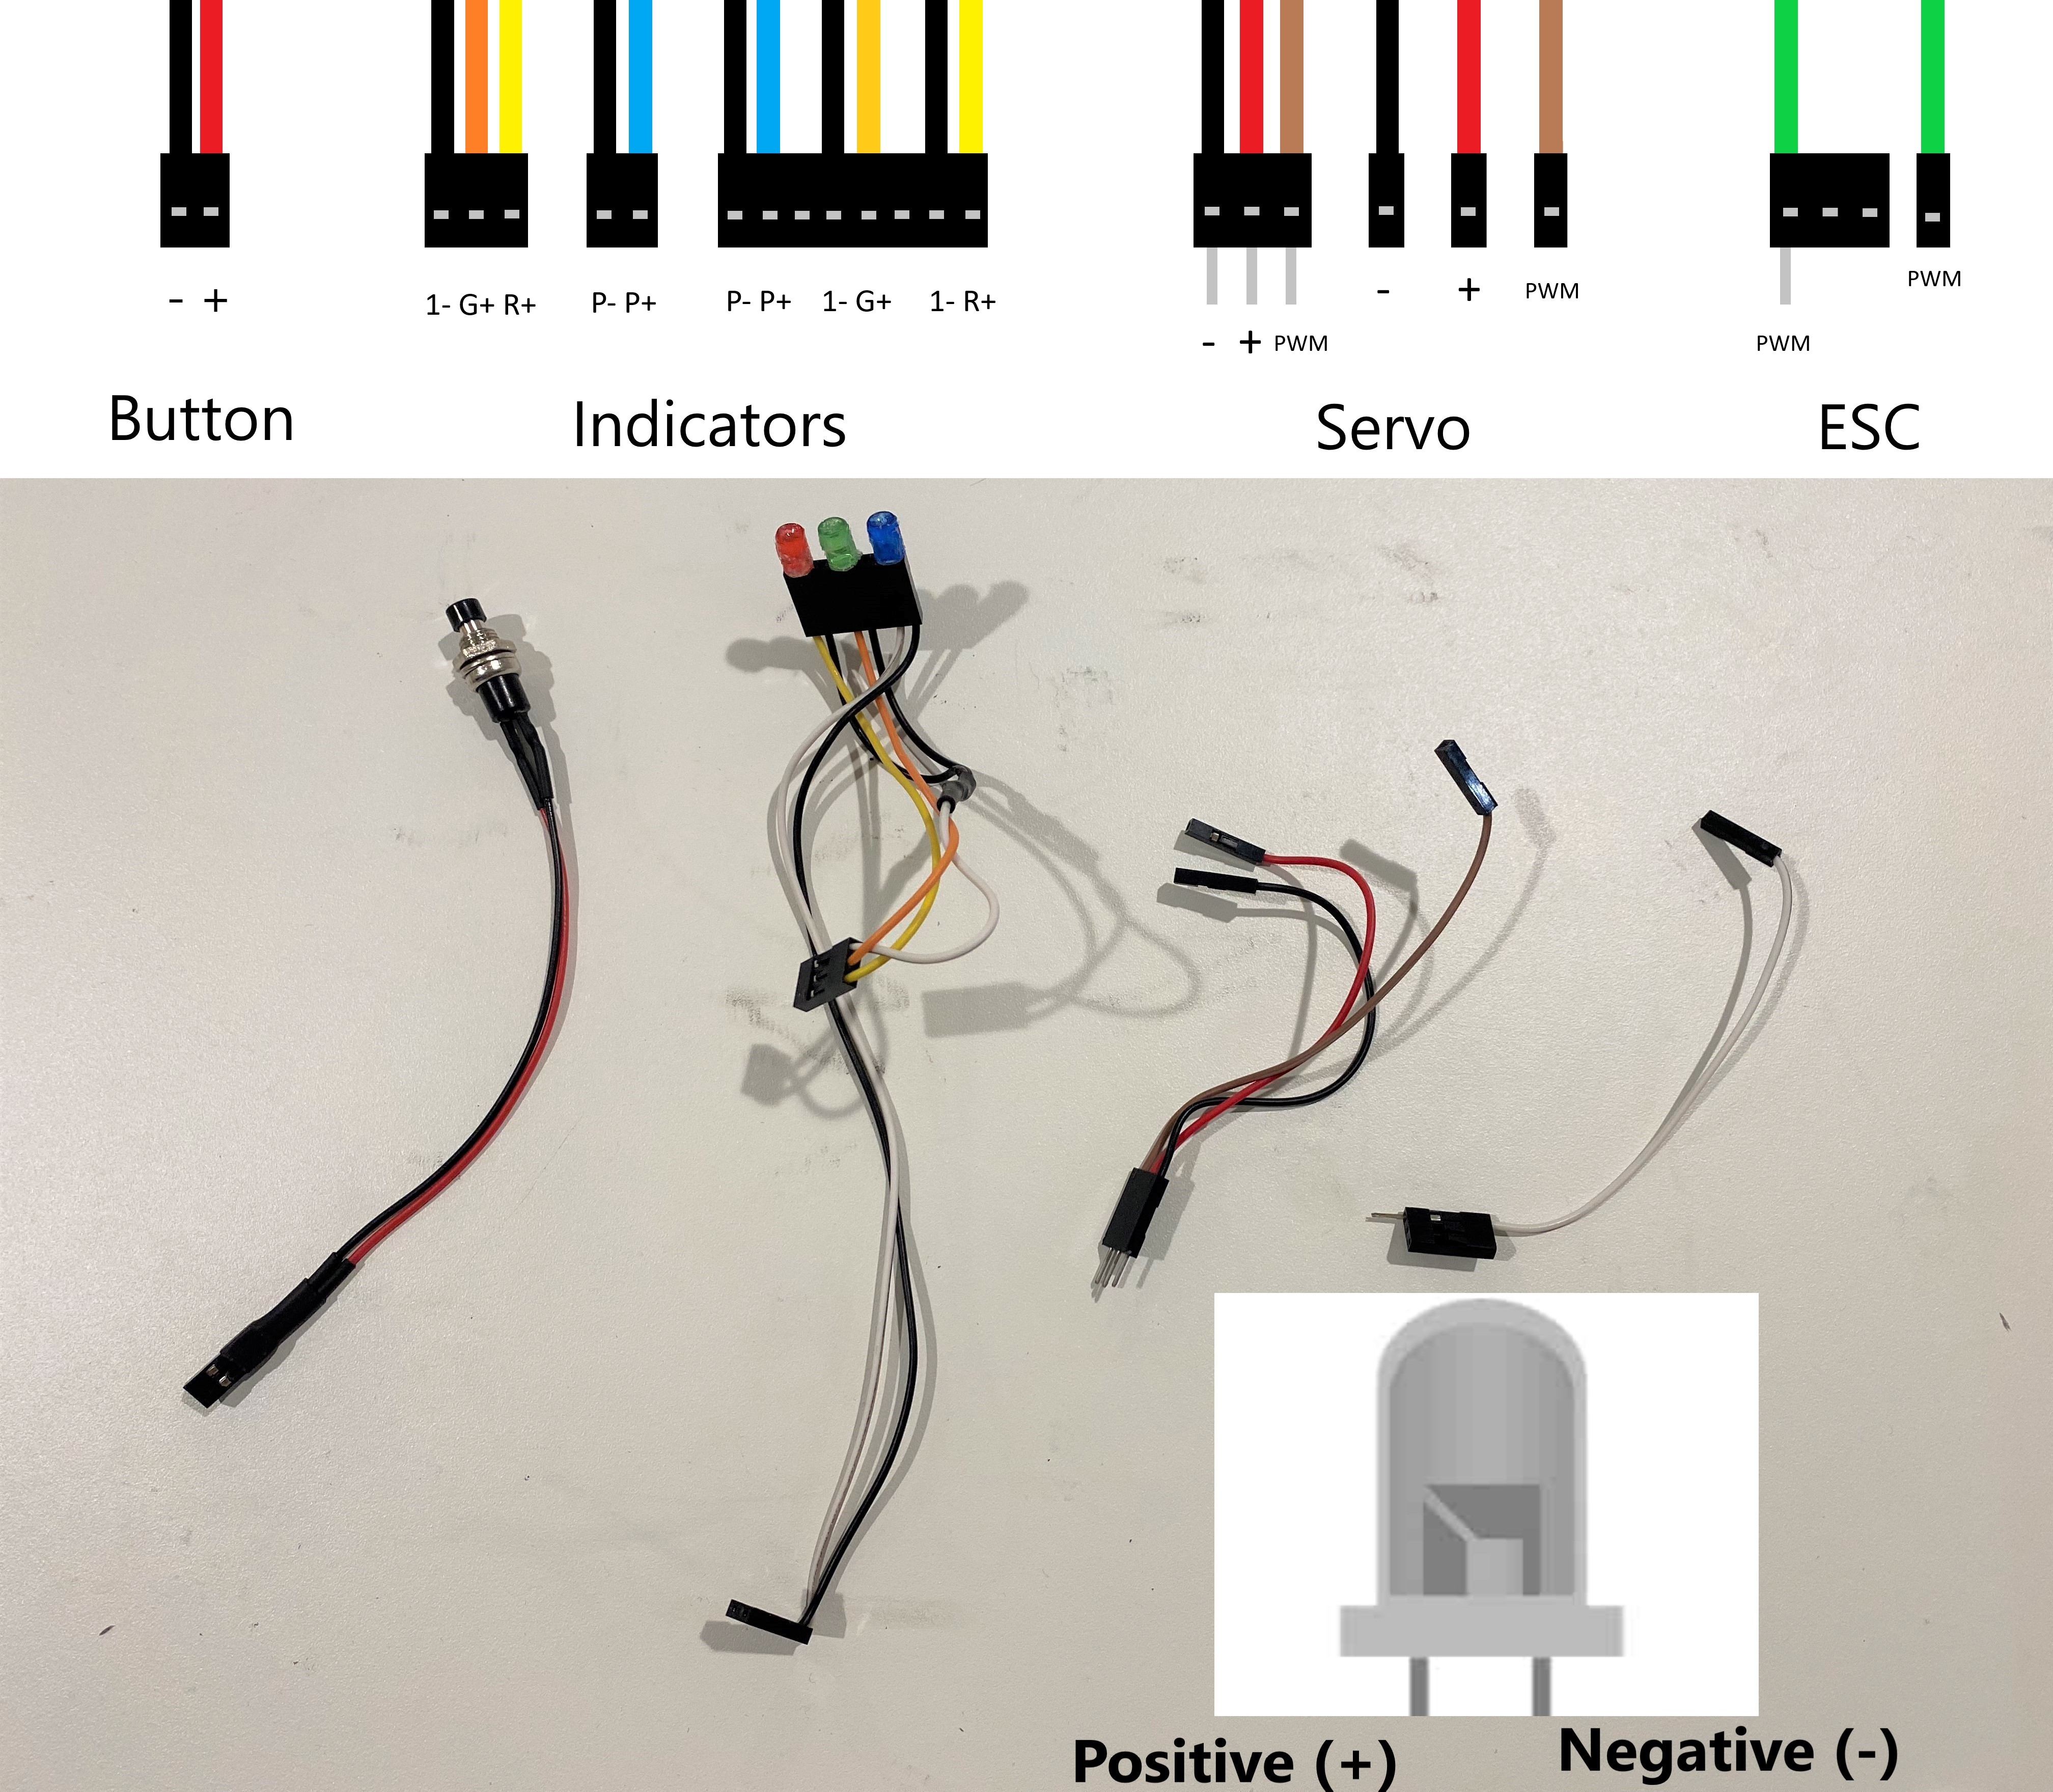 - +
1- G+ R+
P- P+
P- P+ 1- G+ 1- R+
- + PWM
- + PWM
PWM
PWM
Button
Indicators
Servo
ESC
Positive (+)
Negative (-)